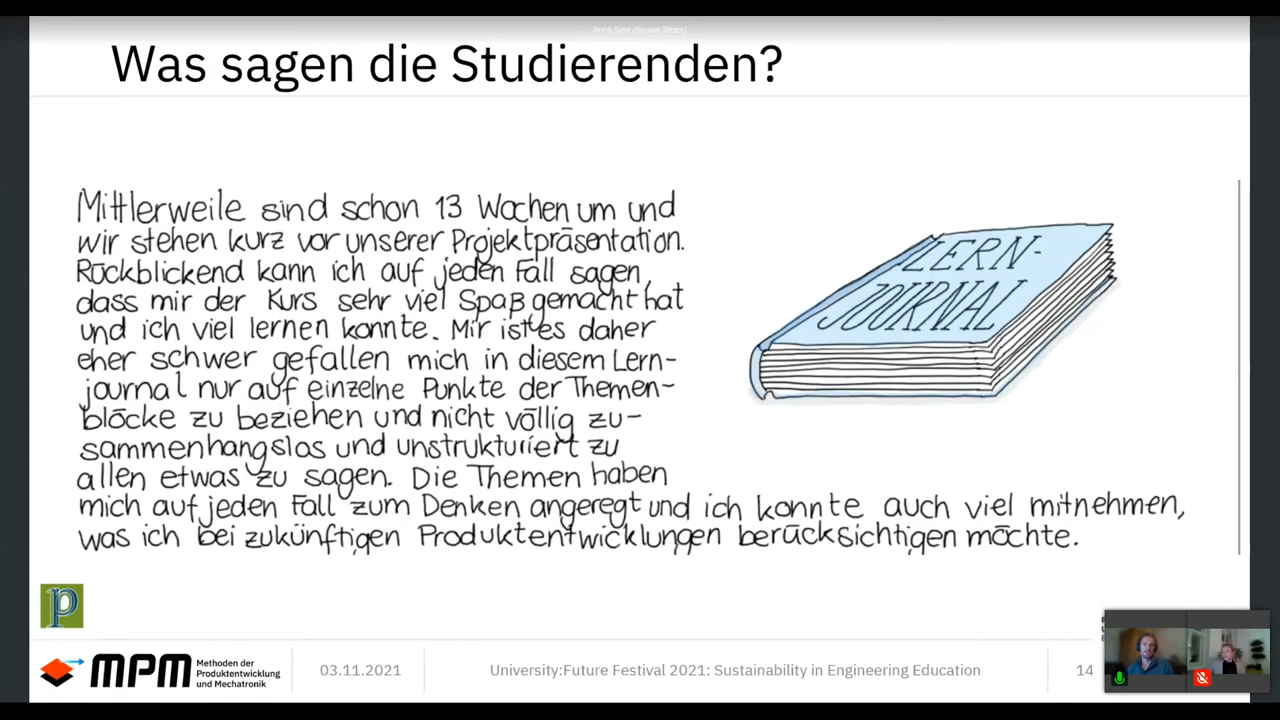 Anna Syra (Screen Share)
Was sagen die Studierenden?
Mittlerweile sind schon 13 Wochen um und
wir stehen kurz vor unserer Projektpräsentation.
Rückblickend kann ich auf jeden Fall sagen,
dass mir der Kurs sehr viel Spaß gemacht hat
und ich viel lernen konnte. Mir ist es daher
eher schwer gefallen mich in diesem Lern-
journal nur auf einzelne Punkte der Themen-
blöcke zu beziehen und nicht völlig zu-
sammenhangslos und unstrukturiert zu
allen etwas zu sagen. Die Themen haben
mich auf jeden Fall zum Denken angeregt und ich konnte auch viel mitnehmen,
was ich bei zukünftigen Produktentwicklungen berücksichtigen möchte.
LERN-
JOURNAL
p
MPM
Methoden der
Produktentwicklung
und Mechatronik
03.11.2021
University:Future Festival 2021: Sustainability in Engineering Education
14